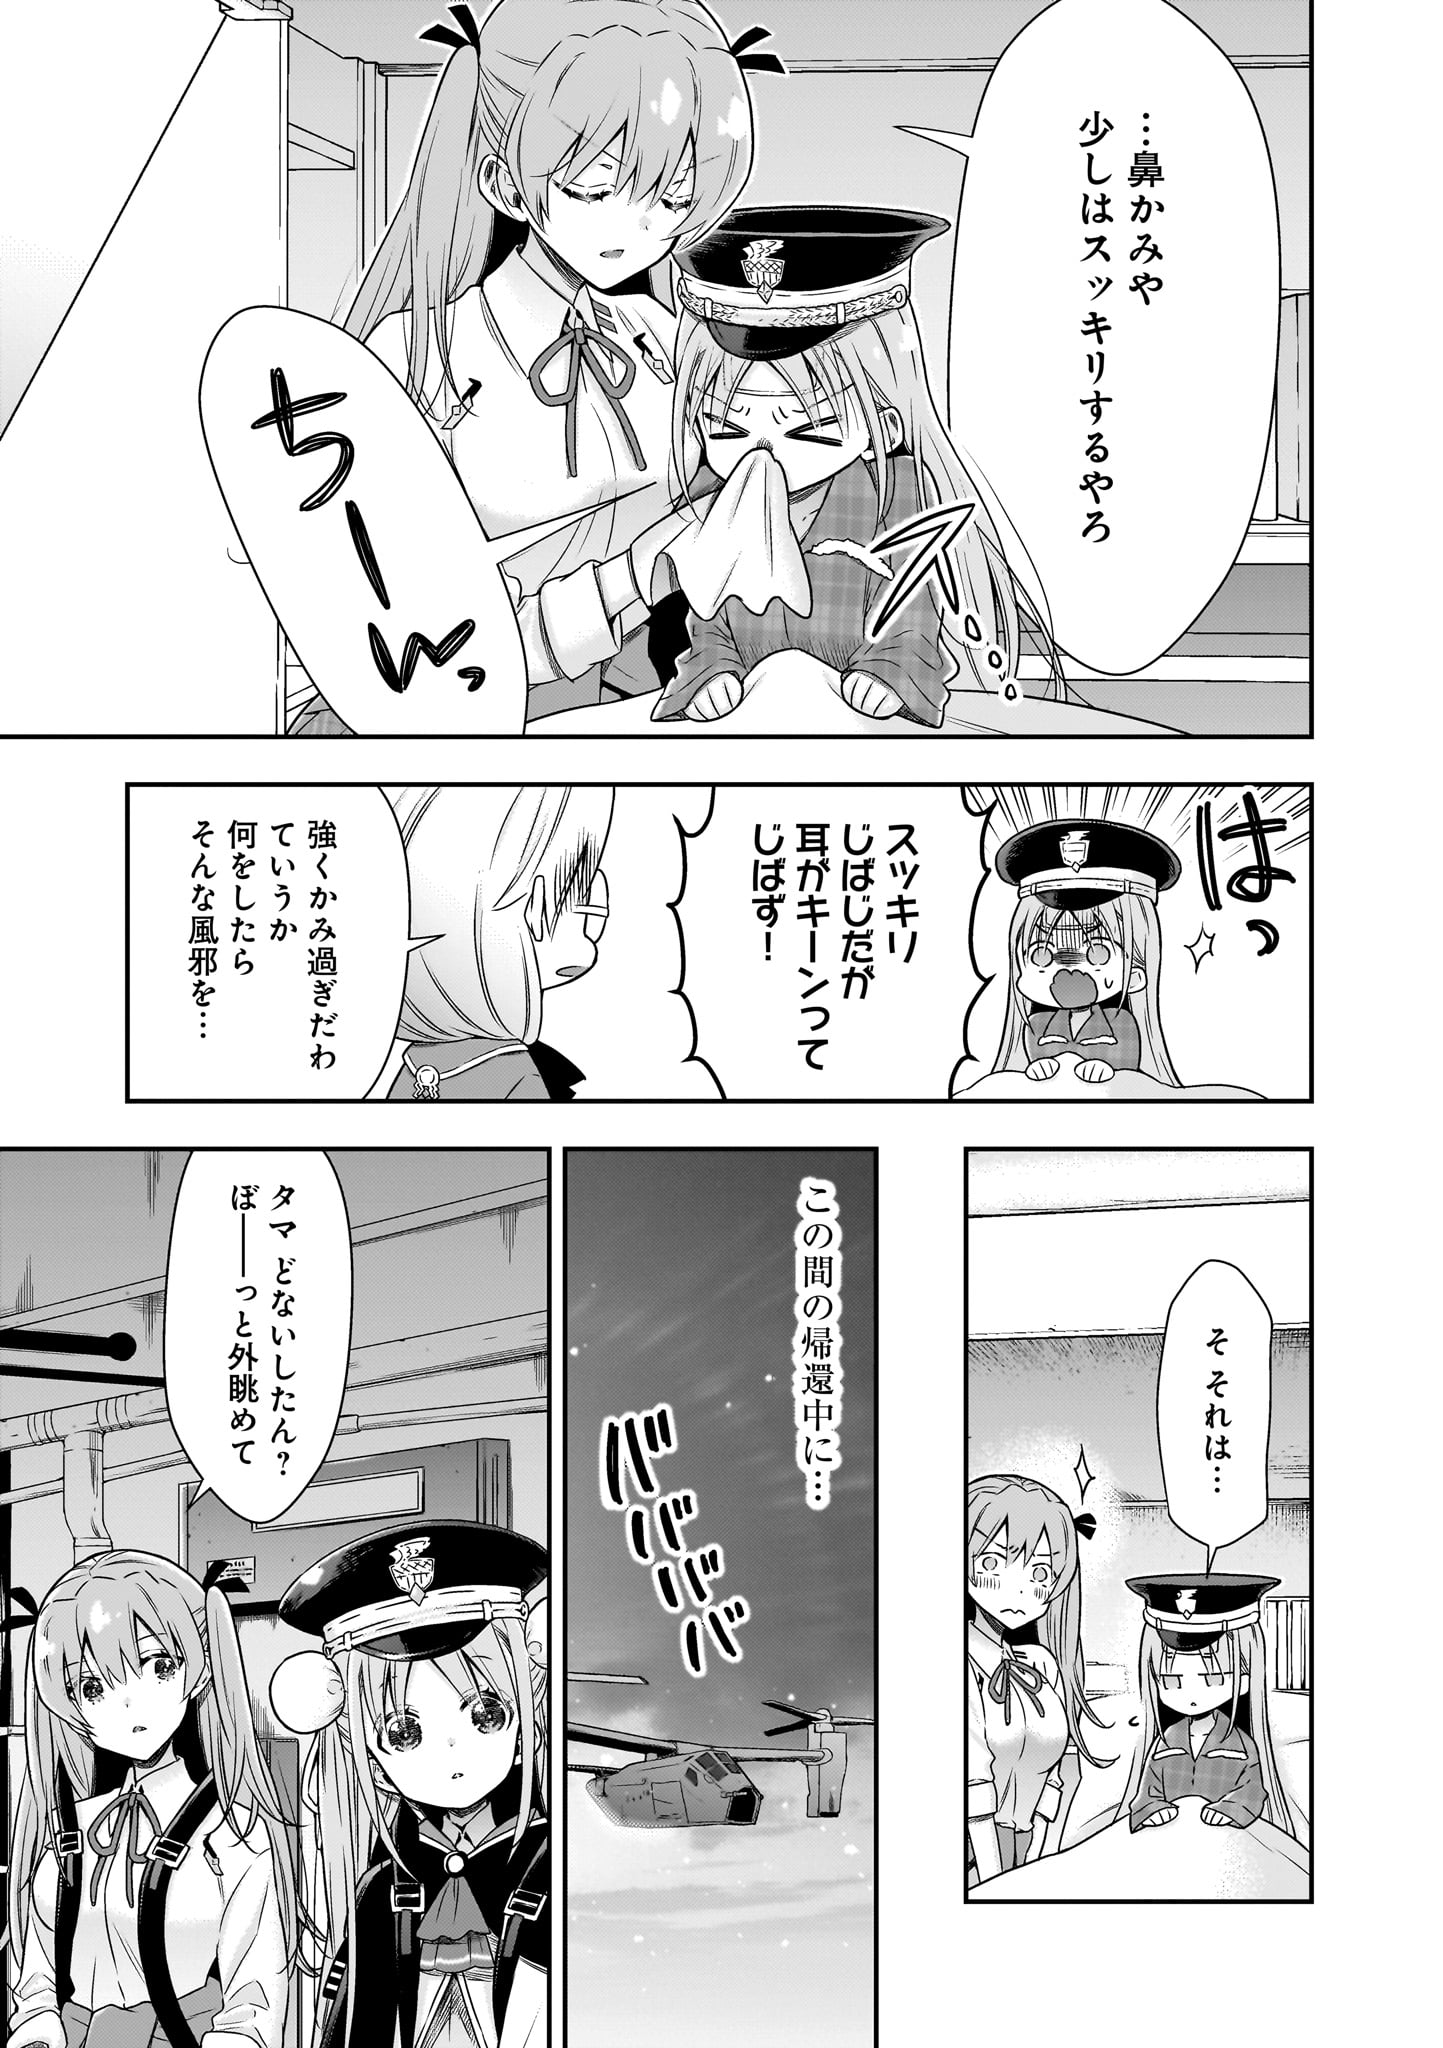 …鼻かみや
少しはスッキリするやろ
ちーーんっ
はっ
スッキリ
じばじだが
耳がキーンって
じばず！
強くかみ過ぎだわ
ていうか
何をしたら
そんな風邪を…
そ それは…
この間の帰還中に…
ババババババ
タマ どないしたん？
ぼ──っと外眺めて